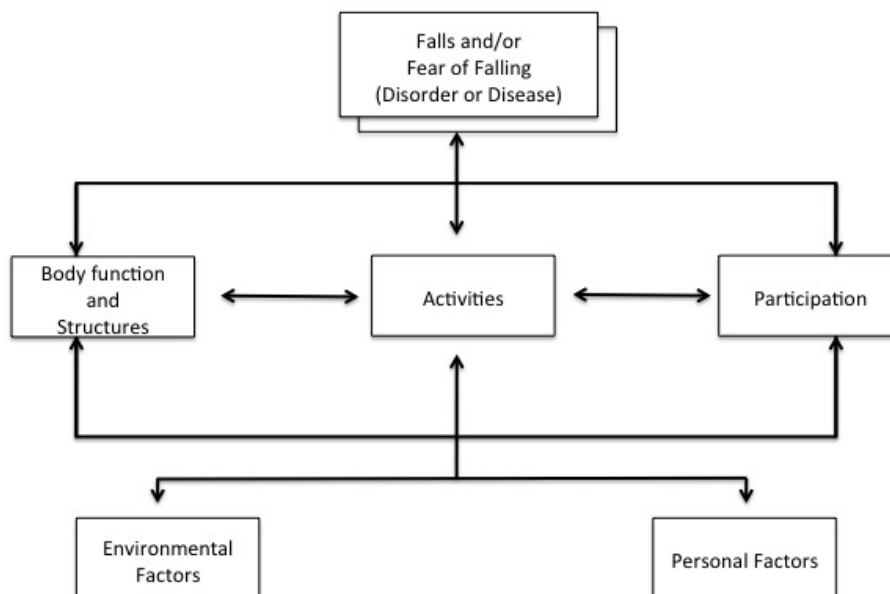 Falls and/or
Fear of Falling
(Disorder or Disease)
Body function
and
Structures
Activities
Participation
Environmental
Factors
Personal Factors